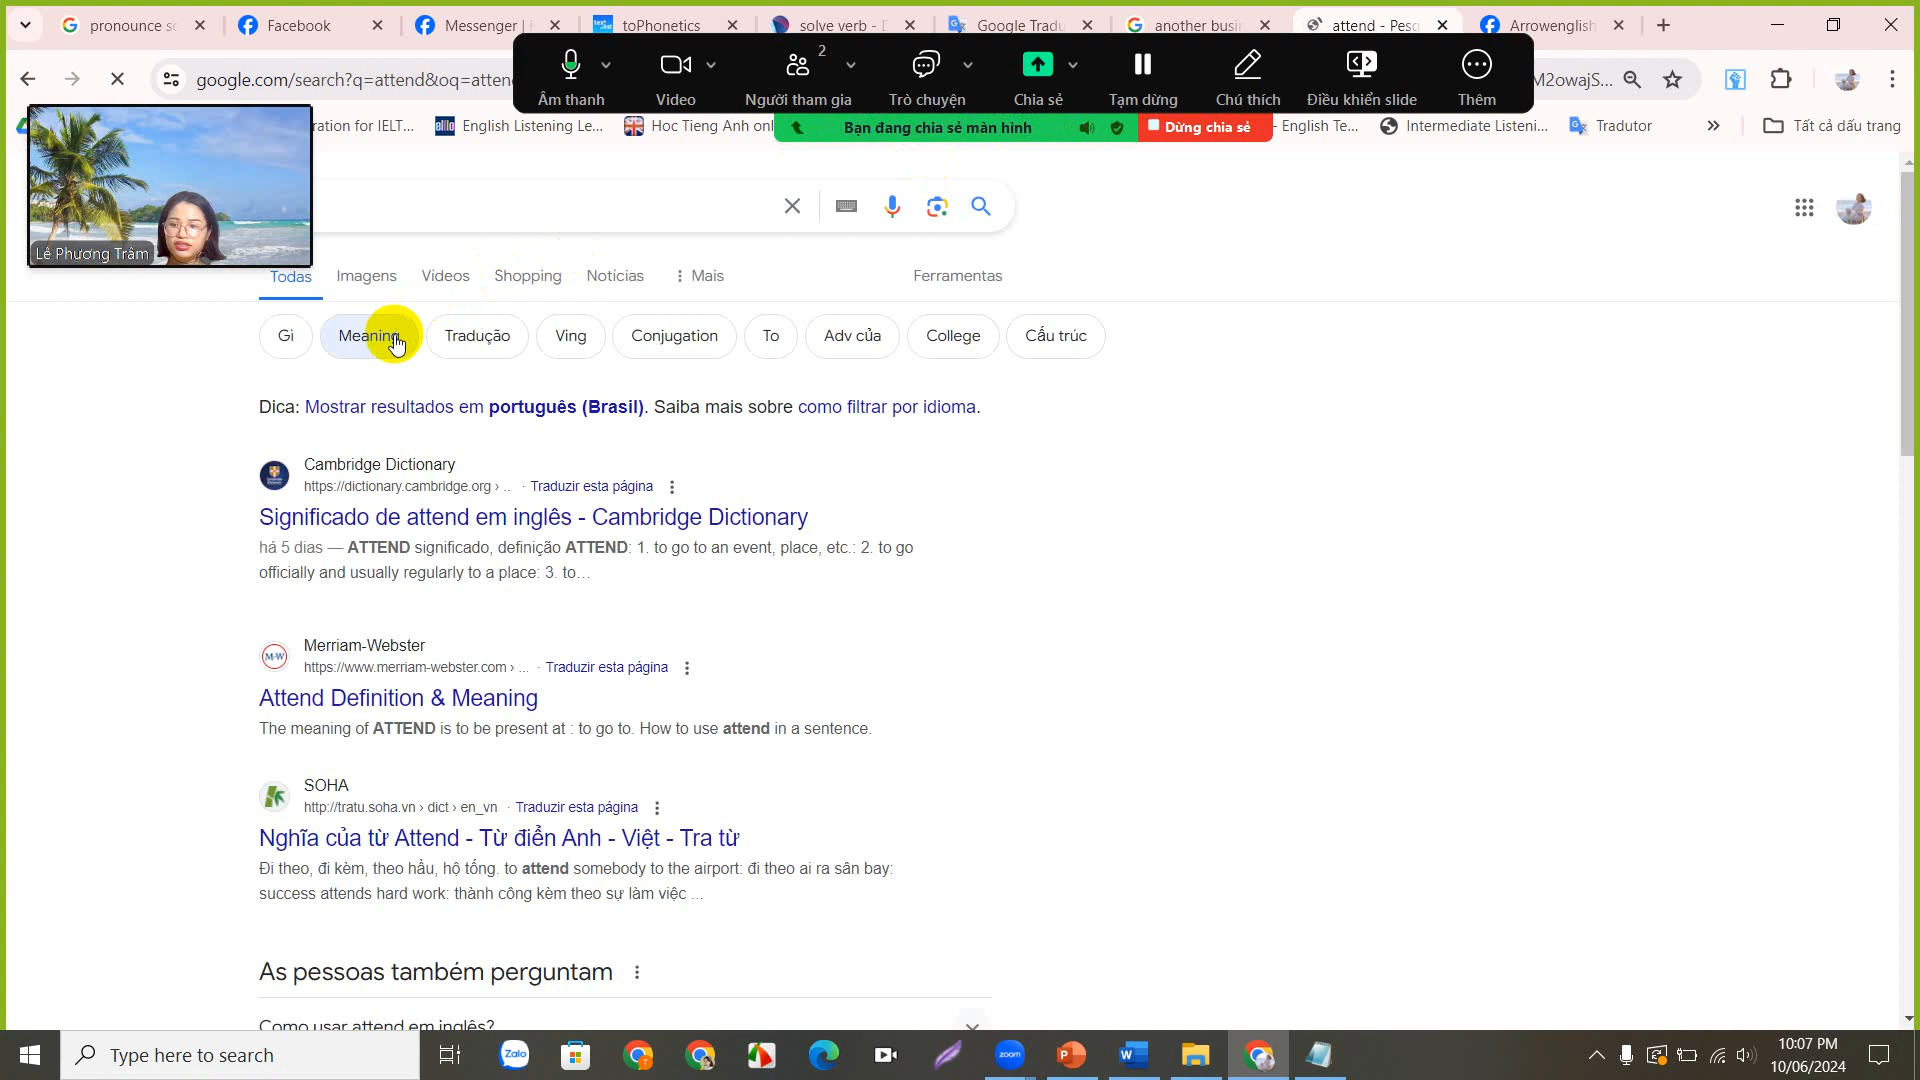 pronounce se
Facebook
Messenger |
toPhonetics
solve verb - D
Google Tradu
another busi
attend - Pesq
Arrowenglish
google.com/search?q=attend&oq=atten
M2owajS...
Âm thanh
Video
2
Người tham gia
Trò chuyện
Chia sẻ
Tạm dừng
Chú thích
Điều khiển slide
Thêm
ration for IELT...
English Listening Le...
Hoc Tieng Anh onl
Bạn đang chia sẻ màn hình
Dừng chia sẻ
- English Te...
Intermediate Listeni...
Tradutor
Tất cả dấu trang
Lê Phương Trâm
Todas
Imagens
Vídeos
Shopping
Notícias
Mais
Ferramentas
Gì
Meaning
Tradução
Ving
Conjugation
To
Adv của
College
Cấu trúc
Dica: Mostrar resultados em português (Brasil). Saiba mais sobre como filtrar por idioma.
Cambridge Dictionary
https://dictionary.cambridge.org › .. · Traduzir esta página
Significado de attend em inglês - Cambridge Dictionary
há 5 dias — ATTEND significado, definição ATTEND: 1. to go to an event, place, etc.: 2. to go
officially and usually regularly to a place: 3. to…
M-W
Merriam-Webster
https://www.merriam-webster.com › ... · Traduzir esta página
Attend Definition & Meaning
The meaning of ATTEND is to be present at : to go to. How to use attend in a sentence.
SOHA
http://tratu.soha.vn › dict › en_vn · Traduzir esta página
Nghĩa của từ Attend - Từ điển Anh - Việt - Tra từ
Đi theo, đi kèm, theo hầu, hộ tống. to attend somebody to the airport: đi theo ai ra sân bay:
success attends hard work: thành công kèm theo sự làm việc ...
As pessoas também perguntam
Como usar attend em inglês?
Type here to search
Zalo
zoom
10:07 PM
10/06/2024